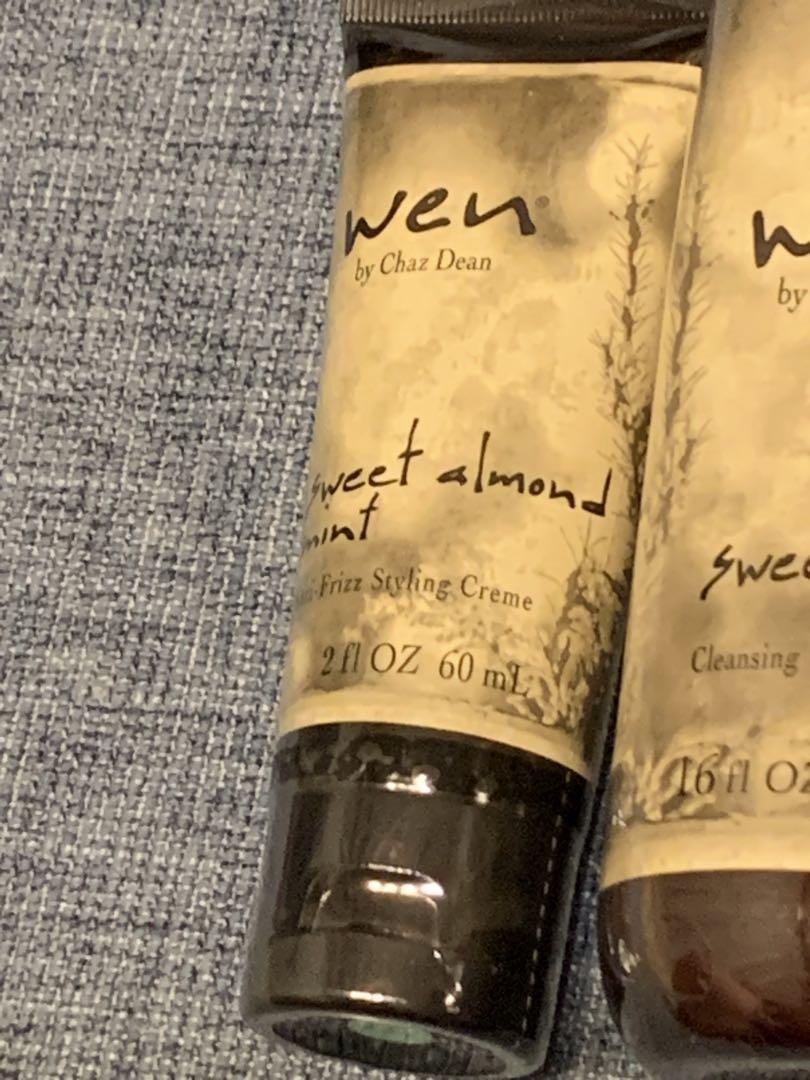 wen®
by Chaz Dean
sweet almond
mint
Anti-Frizz Styling Creme
2 fl OZ 60 mL
by
Cleansing
16 fl OZ